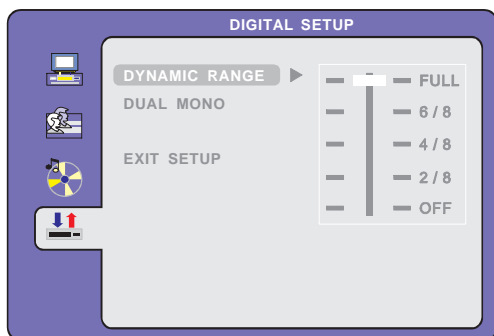 DIGITAL SETUP
DYNAMIC RANGE
DUAL MONO
EXIT SETUP
FULL
6 / 8
4 / 8
2 / 8
OFF